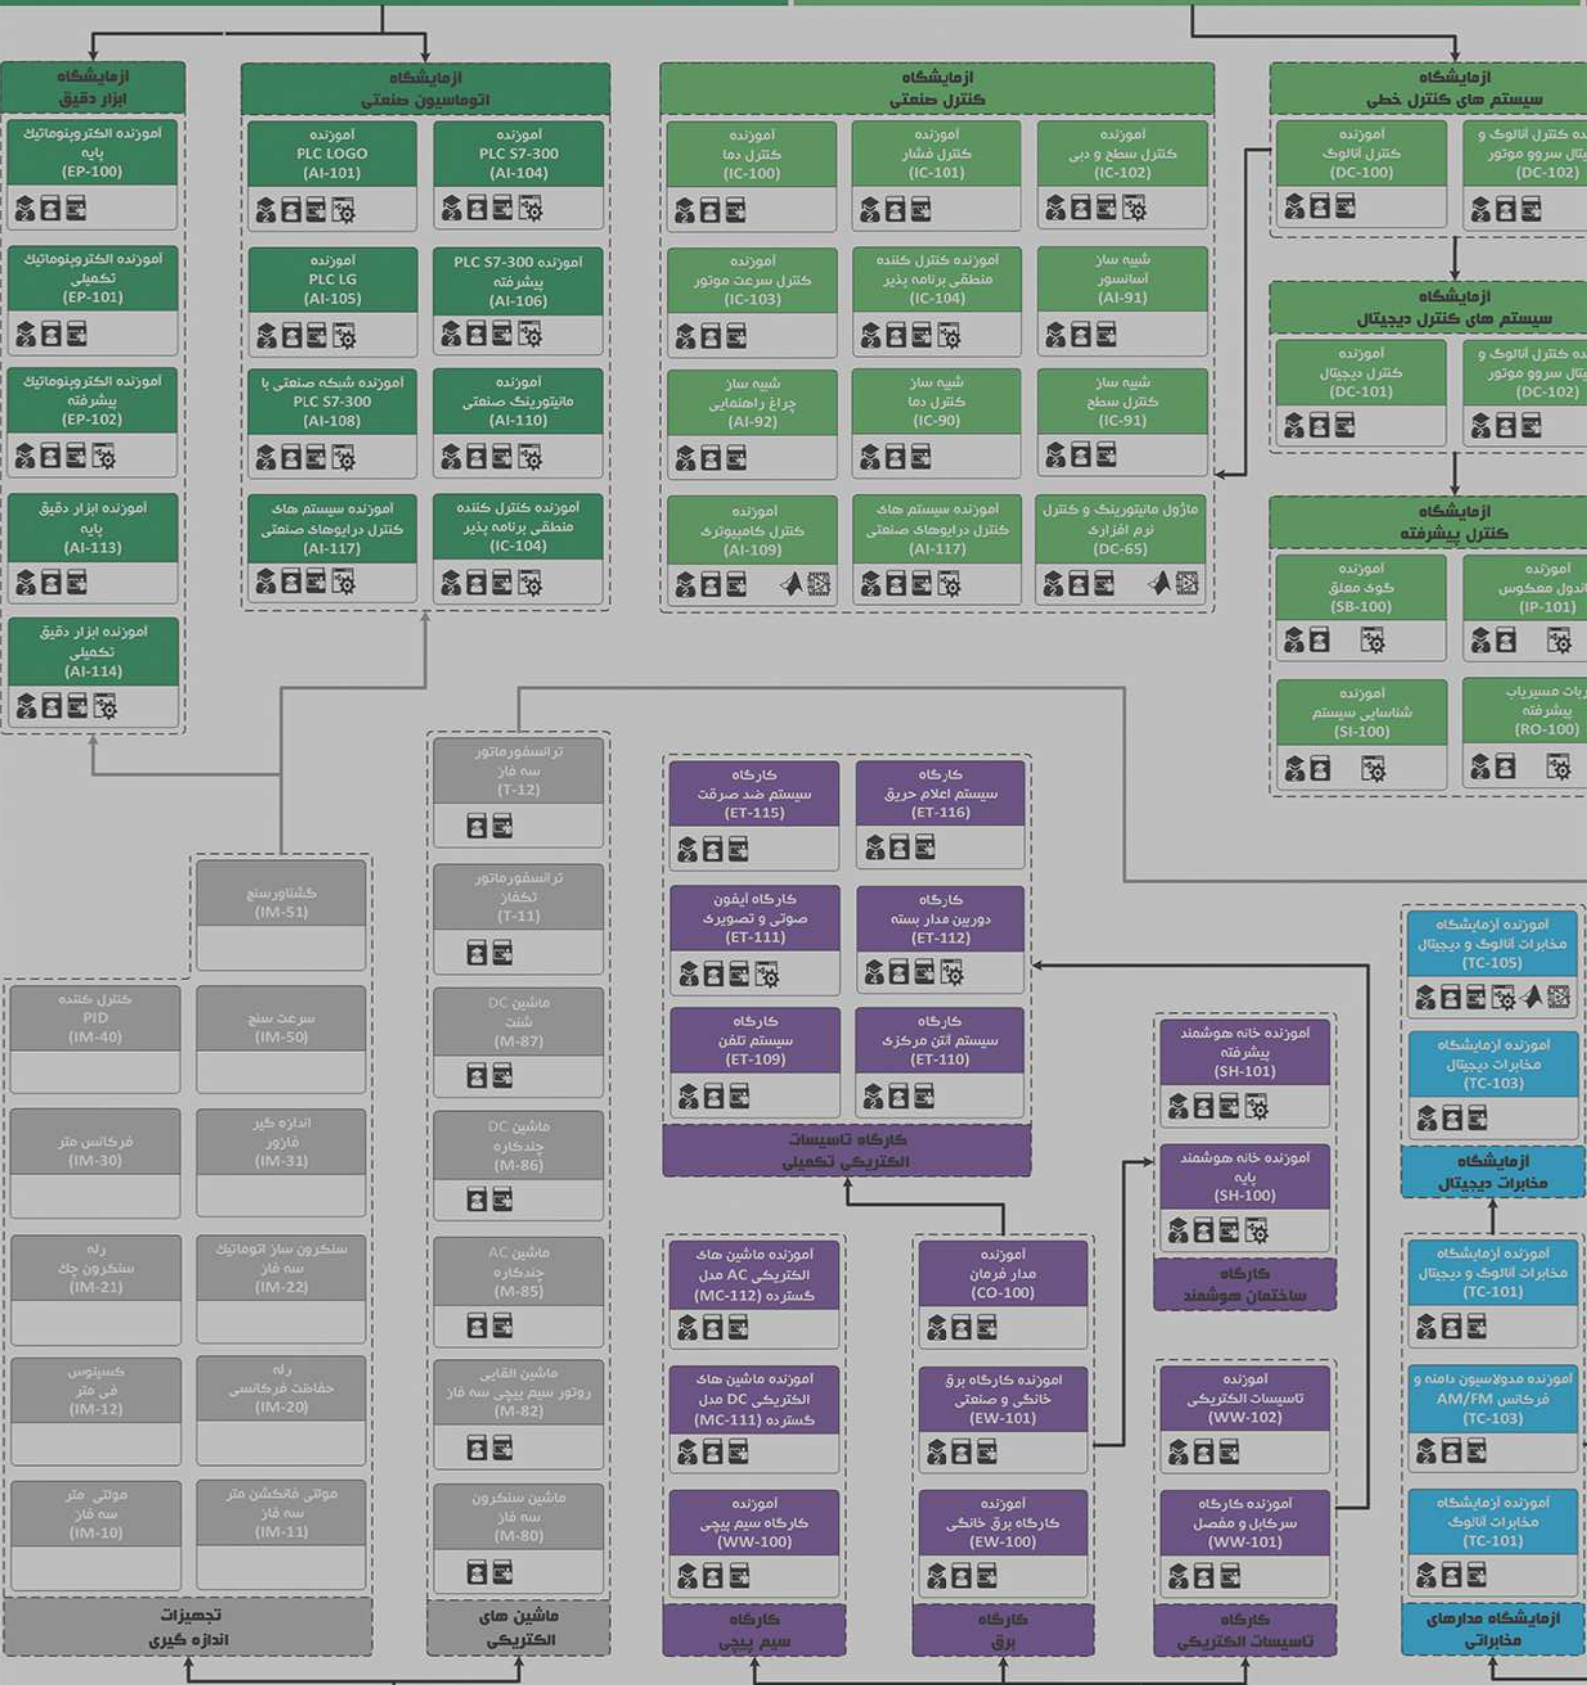 آزمایشگاه
ابزار دقیق
آموزنده الکتروپنوماتیک
پایه
(EP-100)
آموزنده الکتروپنوماتیک
تکمیلی
(EP-101)
آموزنده الکتروپنوماتیک
پیشرفته
(EP-102)
آموزنده ابزار دقیق
پایه
(AI-113)
آموزنده ابزار دقیق
تکمیلی
(AI-114)
آزمایشگاه
اتوماسیون صنعتی
آموزنده
PLC LOGO
(AI-101)
آموزنده
PLC S7-300
(AI-104)
آموزنده
PLC LG
(AI-105)
آموزنده PLC S7-300
پیشرفته
(AI-106)
آموزنده شبکه صنعتی با
PLC S7-300
(AI-108)
آموزنده
مانیتورینگ صنعتی
(AI-110)
آموزنده سیستم های
کنترل درایوهای صنعتی
(AI-117)
آموزنده کنترل کننده
منطقی برنامه پذیر
(IC-104)
آزمایشگاه
کنترل صنعتی
آموزنده
کنترل دما
(IC-100)
آموزنده
کنترل فشار
(IC-101)
آموزنده
کنترل سطح و دبی
(IC-102)
آموزنده
کنترل سرعت موتور
(IC-103)
آموزنده کنترل کننده
منطقی برنامه پذیر
(IC-104)
شبیه ساز
آسانسور
(AI-91)
شبیه ساز
چراغ راهنمایی
(AI-92)
شبیه ساز
کنترل دما
(IC-90)
شبیه ساز
کنترل سطح
(IC-91)
آموزنده
کنترل کامپیوتری
(AI-109)
آموزنده سیستم های
کنترل درایوهای صنعتی
(AI-117)
ماژول مانیتورینگ و کنترل
نرم افزاری
(DC-65)
آزمایشگاه
سیستم های کنترل خطی
آموزنده
کنترل آنالوگ
(DC-100)
کنترل آنالوگ و
سروو موتور
(DC-102)
آزمایشگاه
سیستم های کنترل دیجیتال
آموزنده
کنترل دیجیتال
(DC-101)
کنترل آنالوگ و
سروو موتور
(DC-102)
آزمایشگاه
کنترل پیشرفته
آموزنده
گوی معلق
(SB-100)
آموزنده
معکوس
(IP-101)
آموزنده
شناسایی سیستم
(SI-100)
مسیریاب
پیشرفته
(RO-100)
گشتاورسنج
(IM-51)
کنترل کننده
PID
(IM-40)
سرعت سنج
(IM-50)
فرکانس متر
(IM-30)
اندازه گیر
فازور
(IM-31)
رله
سنکرون چک
(IM-21)
سنکرون ساز اتوماتیک
سه فاز
(IM-22)
کسینوس
فی متر
(IM-12)
رله
حفاظت فرکانسی
(IM-20)
مولتی متر
سه فاز
(IM-10)
مولتی فانکشن متر
سه فاز
(IM-11)
تجهیزات
اندازه گیری
ترانسفورماتور
سه فاز
(T-12)
ترانسفورماتور
تکفاز
(T-11)
ماشین DC
شنت
(M-87)
ماشین DC
چندکاره
(M-86)
ماشین AC
چندکاره
(M-85)
ماشین القایی
روتور سیم پیچی سه فاز
(M-82)
ماشین سنکرون
سه فاز
(M-80)
ماشین های
الکتریکی
کارگاه
سیستم ضد سرقت
(ET-115)
کارگاه
سیستم اعلام حریق
(ET-116)
کارگاه آیفون
صوتی و تصویری
(ET-111)
کارگاه
دوربین مدار بسته
(ET-112)
کارگاه
سیستم تلفن
(ET-109)
کارگاه
سیستم آنتن مرکزی
(ET-110)
کارگاه تاسیسات
الکتریکی تکمیلی
آموزنده ماشین های
الکتریکی AC مدل
گسترده (MC-112)
آموزنده ماشین های
الکتریکی DC مدل
گسترده (MC-111)
آموزنده
کارگاه سیم پیچی
(WW-100)
کارگاه
سیم پیچی
آموزنده
مدار فرمان
(CO-100)
آموزنده کارگاه برق
خانگی و صنعتی
(EW-101)
آموزنده
کارگاه برق خانگی
(EW-100)
کارگاه
برق
آموزنده خانه هوشمند
پیشرفته
(SH-101)
آموزنده خانه هوشمند
پایه
(SH-100)
کارگاه
ساختمان هوشمند
آموزنده
تاسیسات الکتریکی
(WW-102)
آموزنده کارگاه
سرکابل و مفصل
(WW-101)
کارگاه
تاسیسات الکتریکی
آموزنده آزمایشگاه
مخابرات آنالوگ و دیجیتال
(TC-105)
آموزنده آزمایشگاه
مخابرات دیجیتال
(TC-103)
آزمایشگاه
مخابرات دیجیتال
آموزنده آزمایشگاه
مخابرات آنالوگ و دیجیتال
(TC-101)
آموزنده مدولاسیون دامنه و
فرکانس AM/FM
(TC-103)
آموزنده آزمایشگاه
مخابرات آنالوگ
(TC-101)
آزمایشگاه مدارهای
مخابراتی